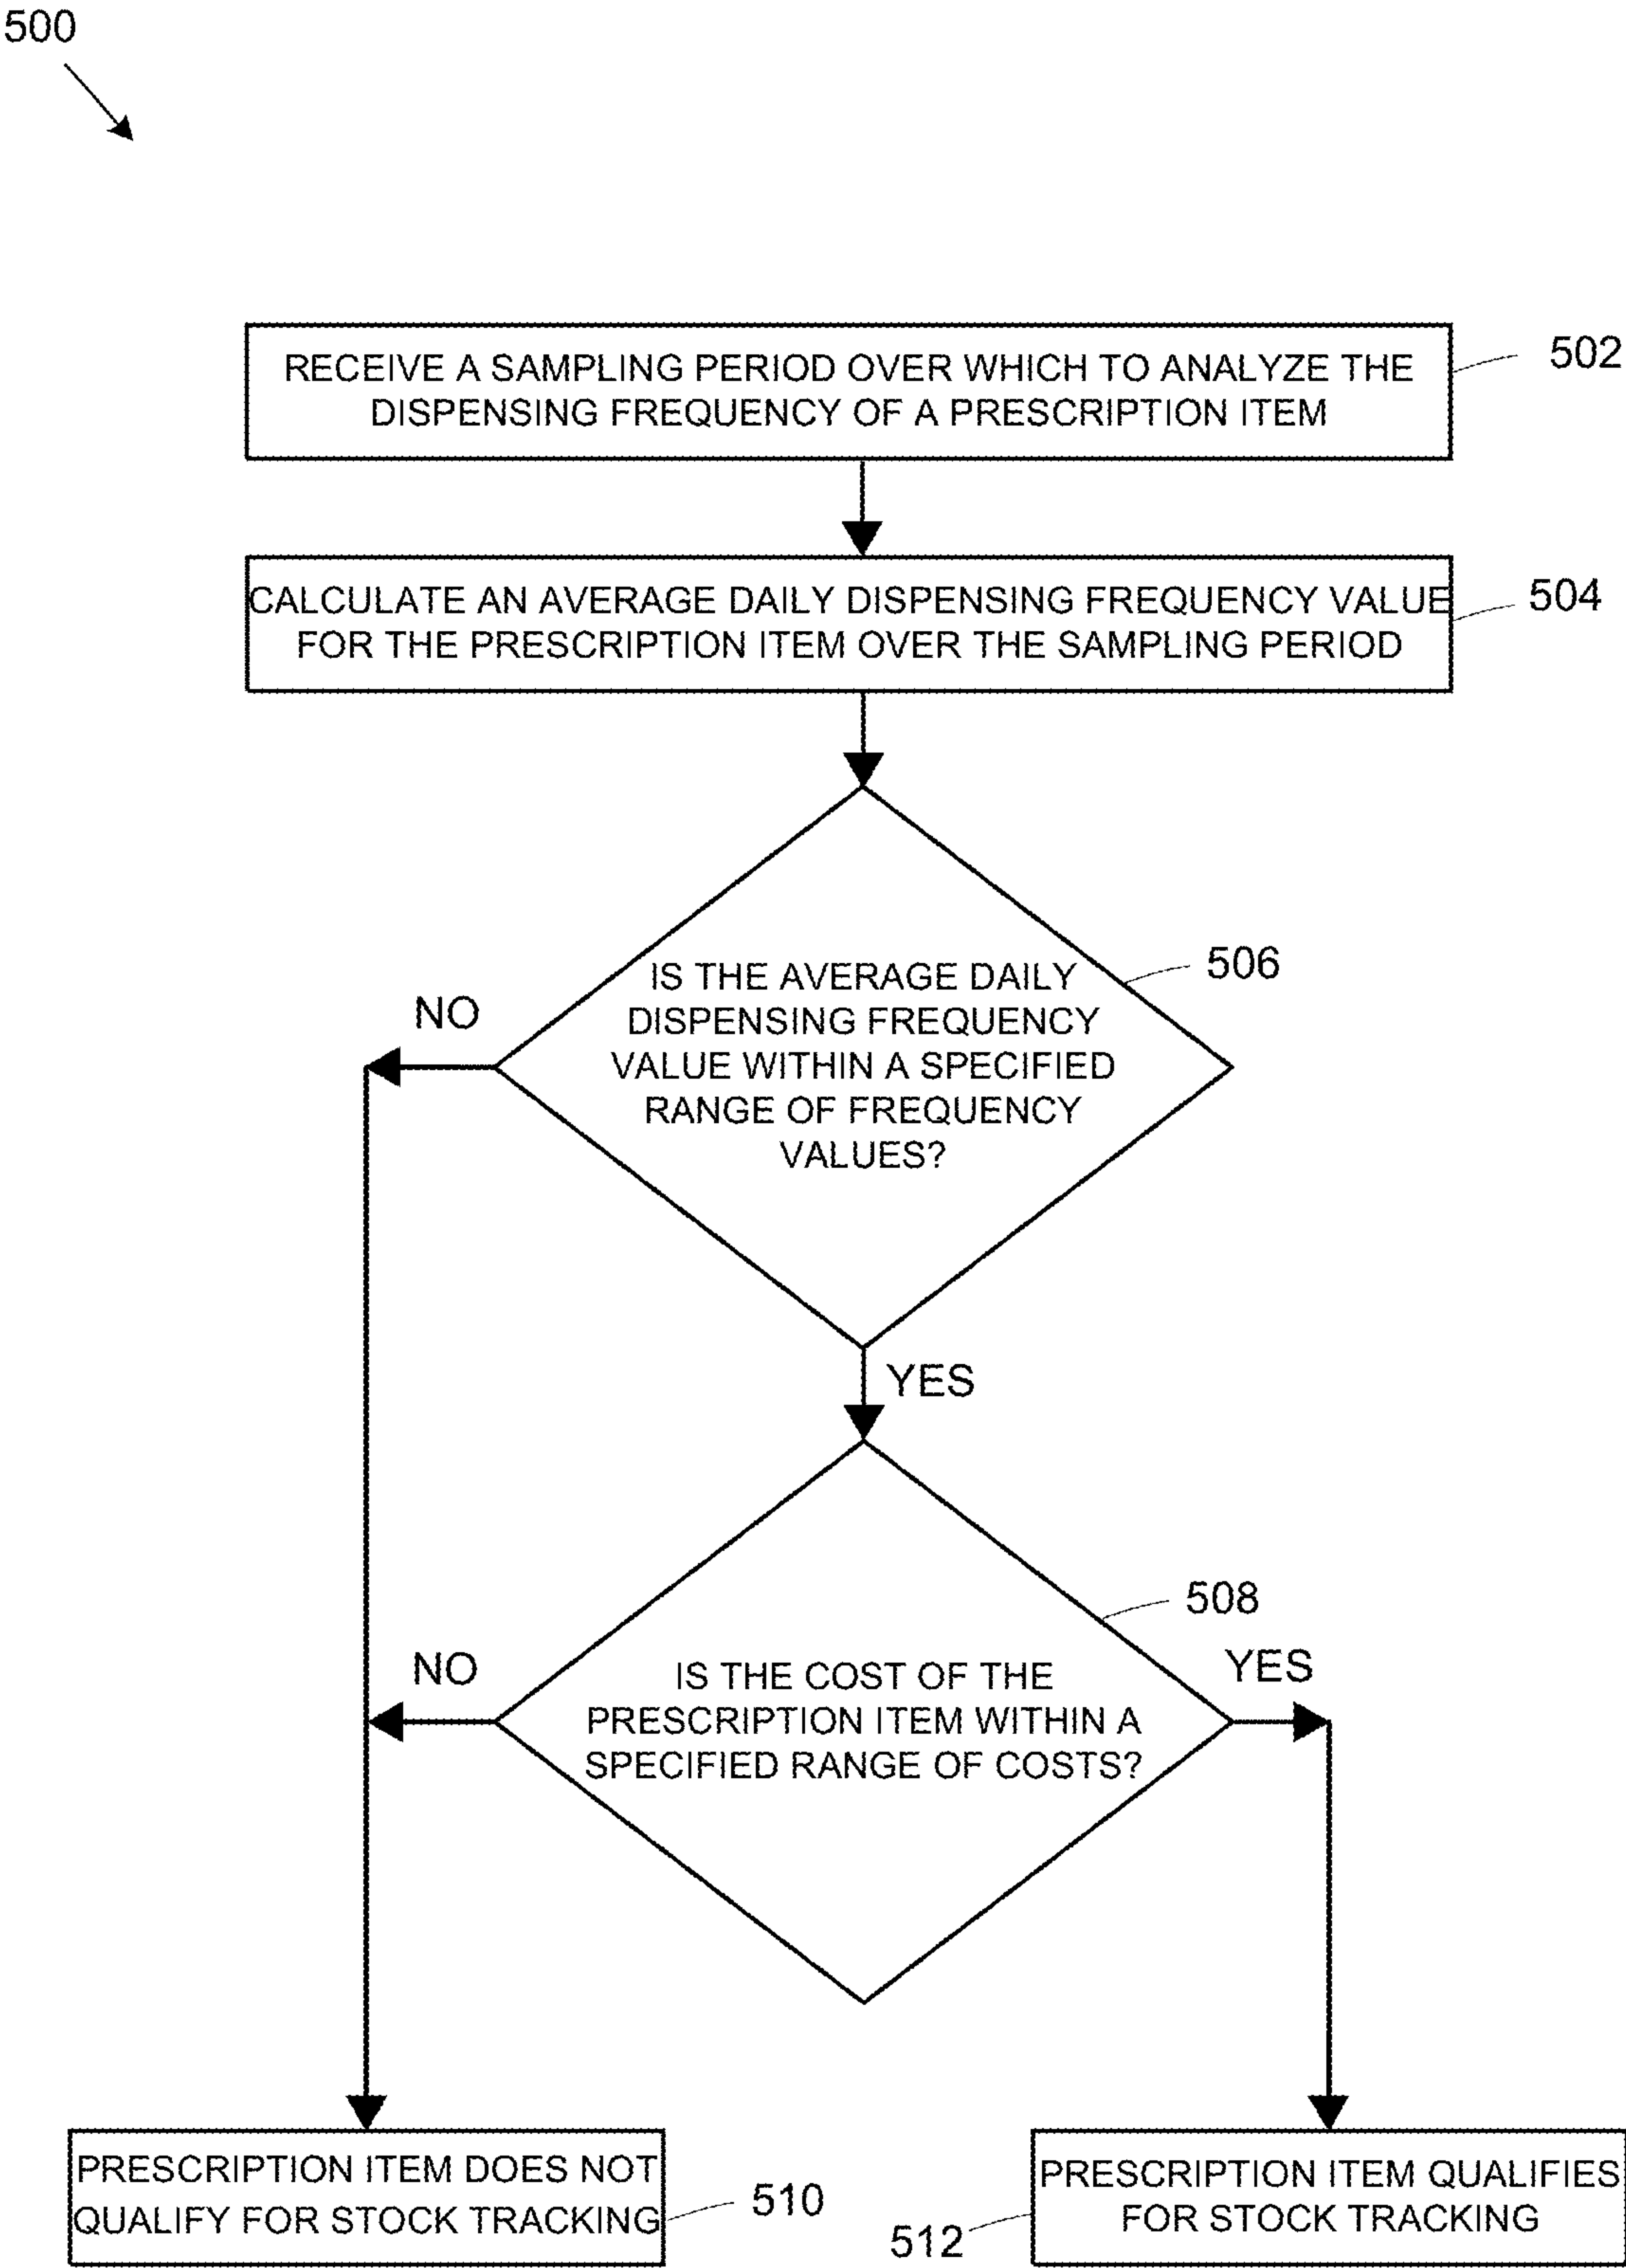 500
RECEIVE A SAMPLING PERIOD OVER WHICH TO ANALYZE THE
DISPENSING FREQUENCY OF A PRESCRIPTION ITEM
502
CALCULATE AN AVERAGE DAILY DISPENSING FREQUENCY VALUE
FOR THE PRESCRIPTION ITEM OVER THE SAMPLING PERIOD
504
IS THE AVERAGE DAILY
DISPENSING FREQUENCY
VALUE WITHIN A SPECIFIED
RANGE OF FREQUENCY
VALUES?
506
NO
YES
IS THE COST OF THE
PRESCRIPTION ITEM WITHIN A
SPECIFIED RANGE OF COSTS?
508
NO
YES
PRESCRIPTION ITEM DOES NOT
QUALIFY FOR STOCK TRACKING
510
PRESCRIPTION ITEM QUALIFIES
FOR STOCK TRACKING
512